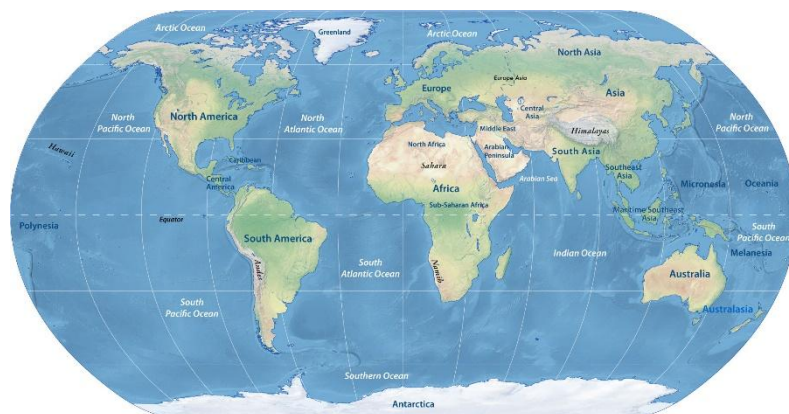 Arctic Ocean
Greenland
Arctic Ocean
North Asia
Europe Asia
Europe
Asia
North
Pacific Ocean
North America
North
Atlantic Ocean
Central
Asia
North
Pacific Ocean
Middle East
Himalayas
Hawaii
North Africa
Arabian
Peninsula
South Asia
Caribbean
Sahara
Southeast
Asia
Central
America
Africa
Arabian Sea
Micronesia
Oceania
Sub-Saharan Africa
Maritime Southeast
Asia
Equator
Polynesia
South America
South
Pacific Ocean
Indian Ocean
Melanesia
South
Atlantic Ocean
Andes
Namib
Australia
South
Pacific Ocean
Australasia
Southern Ocean
Antarctica